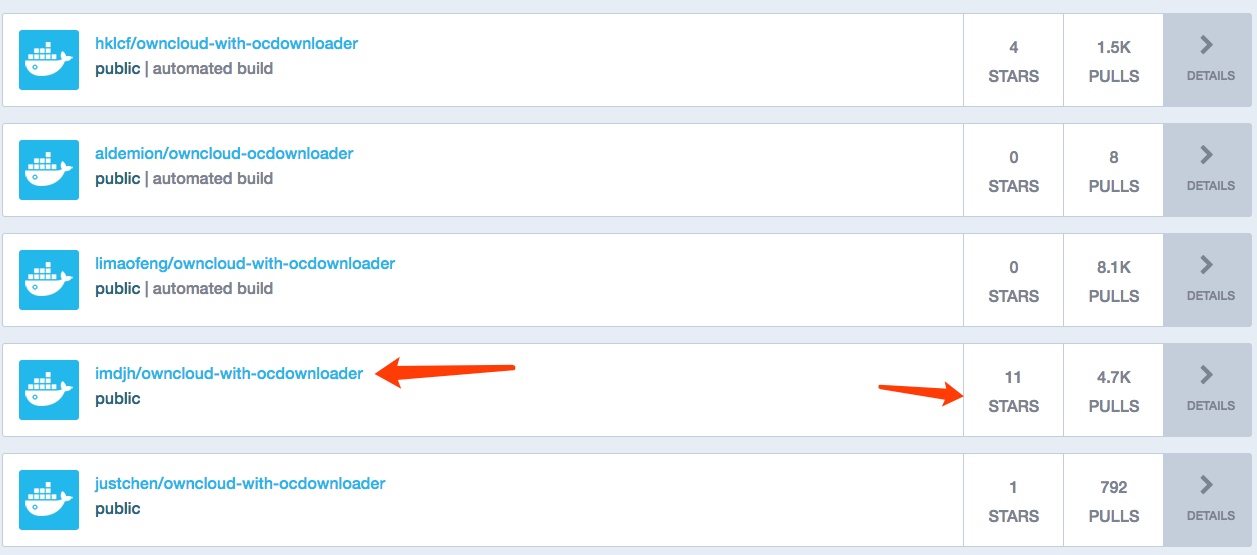 hklcf/owncloud-with-ocdownloader
public | automated build
4
STARS
1.5K
PULLS
DETAILS
aldemion/owncloud-ocdownloader
public | automated build
0
STARS
8
PULLS
DETAILS
limaofeng/owncloud-with-ocdownloader
public | automated build
0
STARS
8.1K
PULLS
DETAILS
imdjh/owncloud-with-ocdownloader
public
11
STARS
4.7K
PULLS
DETAILS
justchen/owncloud-with-ocdownloader
public
1
STARS
792
PULLS
DETAILS